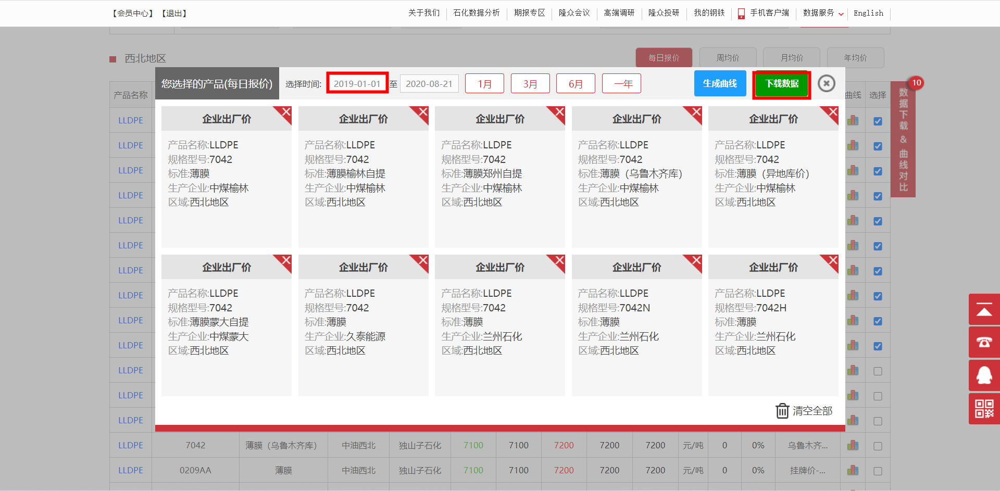 【会员中心】 【退出】
关于我们 石化数据分析 期报专区 隆众会议 高端调研 隆众投研 我的钢铁 手机客户端 数据服务 English
西北地区 每日报价 周均价 月均价 年均价
您选择的产品(每日报价) 选择时间: 2019-01-01 至 2020-08-21 1月 3月 6月 一年 生成曲线 下载数据
产品名称 曲线 选择
10
数据下载 & 曲线对比
企业出厂价 企业出厂价 企业出厂价 企业出厂价 企业出厂价
产品名称:LLDPE 产品名称:LLDPE 产品名称:LLDPE 产品名称:LLDPE 产品名称:LLDPE
规格型号:7042 规格型号:7042 规格型号:7042 规格型号:7042 规格型号:7042
标准:薄膜 标准:薄膜榆林自提 标准:薄膜郑州自提 标准:薄膜（乌鲁木齐库） 标准:薄膜（异地库价）
生产企业:中煤榆林 生产企业:中煤榆林 生产企业:中煤榆林 生产企业:中煤榆林 生产企业:中煤榆林
区域:西北地区 区域:西北地区 区域:西北地区 区域:西北地区 区域:西北地区
企业出厂价 企业出厂价 企业出厂价 企业出厂价 企业出厂价
产品名称:LLDPE 产品名称:LLDPE 产品名称:LLDPE 产品名称:LLDPE 产品名称:LLDPE
规格型号:7042 规格型号:7042 规格型号:7042 规格型号:7042N 规格型号:7042H
标准:薄膜蒙大自提 标准:薄膜 标准:薄膜 标准:薄膜 标准:薄膜
生产企业:中煤蒙大 生产企业:久泰能源 生产企业:兰州石化 生产企业:兰州石化 生产企业:兰州石化
区域:西北地区 区域:西北地区 区域:西北地区 区域:西北地区 区域:西北地区
清空全部
LLDPE
LLDPE
LLDPE
LLDPE
LLDPE
LLDPE
LLDPE
LLDPE
LLDPE
LLDPE
LLDPE
LLDPE
LLDPE
LLDPE 7042 薄膜（乌鲁木齐库） 中油西北 独山子石化 7100 7100 7200 7200 7200 元/吨 0 0% 乌鲁木齐...
LLDPE 0209AA 薄膜 中油西北 独山子石化 7100 7100 7200 7200 7200 元/吨 0 0% 挂牌价-...